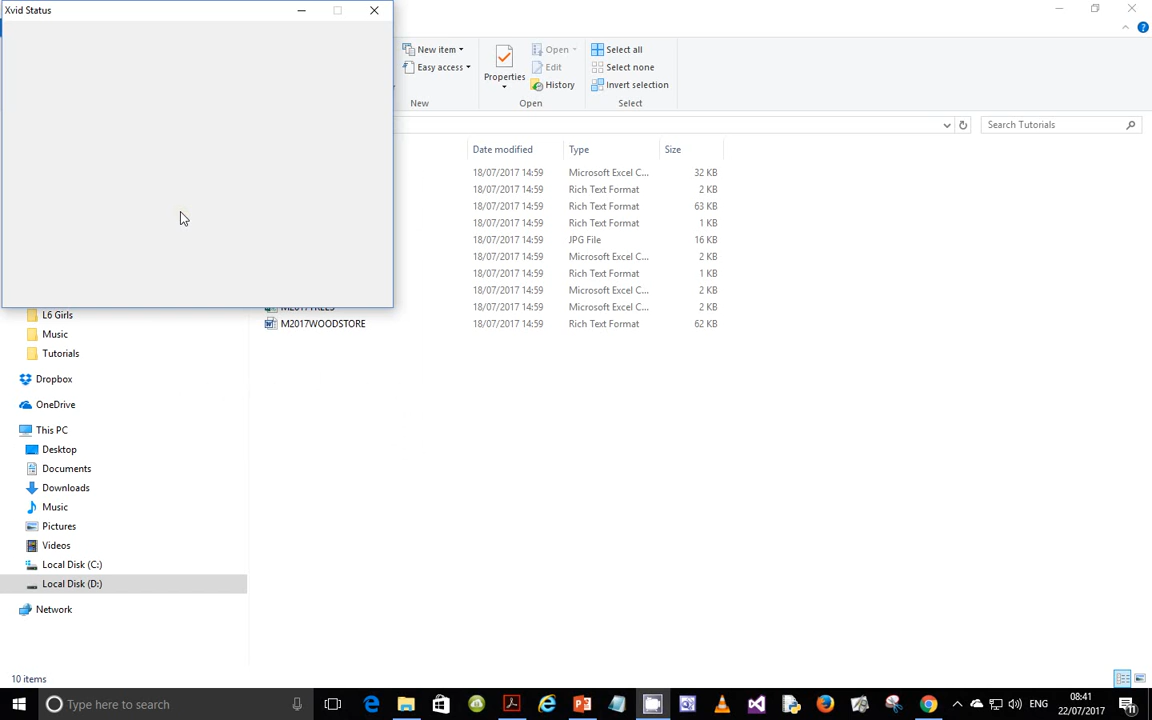 Xvid Status
New item
Easy access
New
Properties
Open
Edit
History
Open
Select all
Select none
Invert selection
Select
Search Tutorials
Date modified Type Size
18/07/2017 14:59 Microsoft Excel C... 32 KB
18/07/2017 14:59 Rich Text Format 2 KB
18/07/2017 14:59 Rich Text Format 63 KB
18/07/2017 14:59 Rich Text Format 1 KB
18/07/2017 14:59 JPG File 16 KB
18/07/2017 14:59 Microsoft Excel C... 2 KB
18/07/2017 14:59 Rich Text Format 1 KB
18/07/2017 14:59 Microsoft Excel C... 2 KB
18/07/2017 14:59 Microsoft Excel C... 2 KB
M2017WOODSTORE 18/07/2017 14:59 Rich Text Format 62 KB
L6 Girls
Music
Tutorials
Dropbox
OneDrive
This PC
Desktop
Documents
Downloads
Music
Pictures
Videos
Local Disk (C:)
Local Disk (D:)
Network
10 items
Type here to search
ENG
08:41
22/07/2017
11